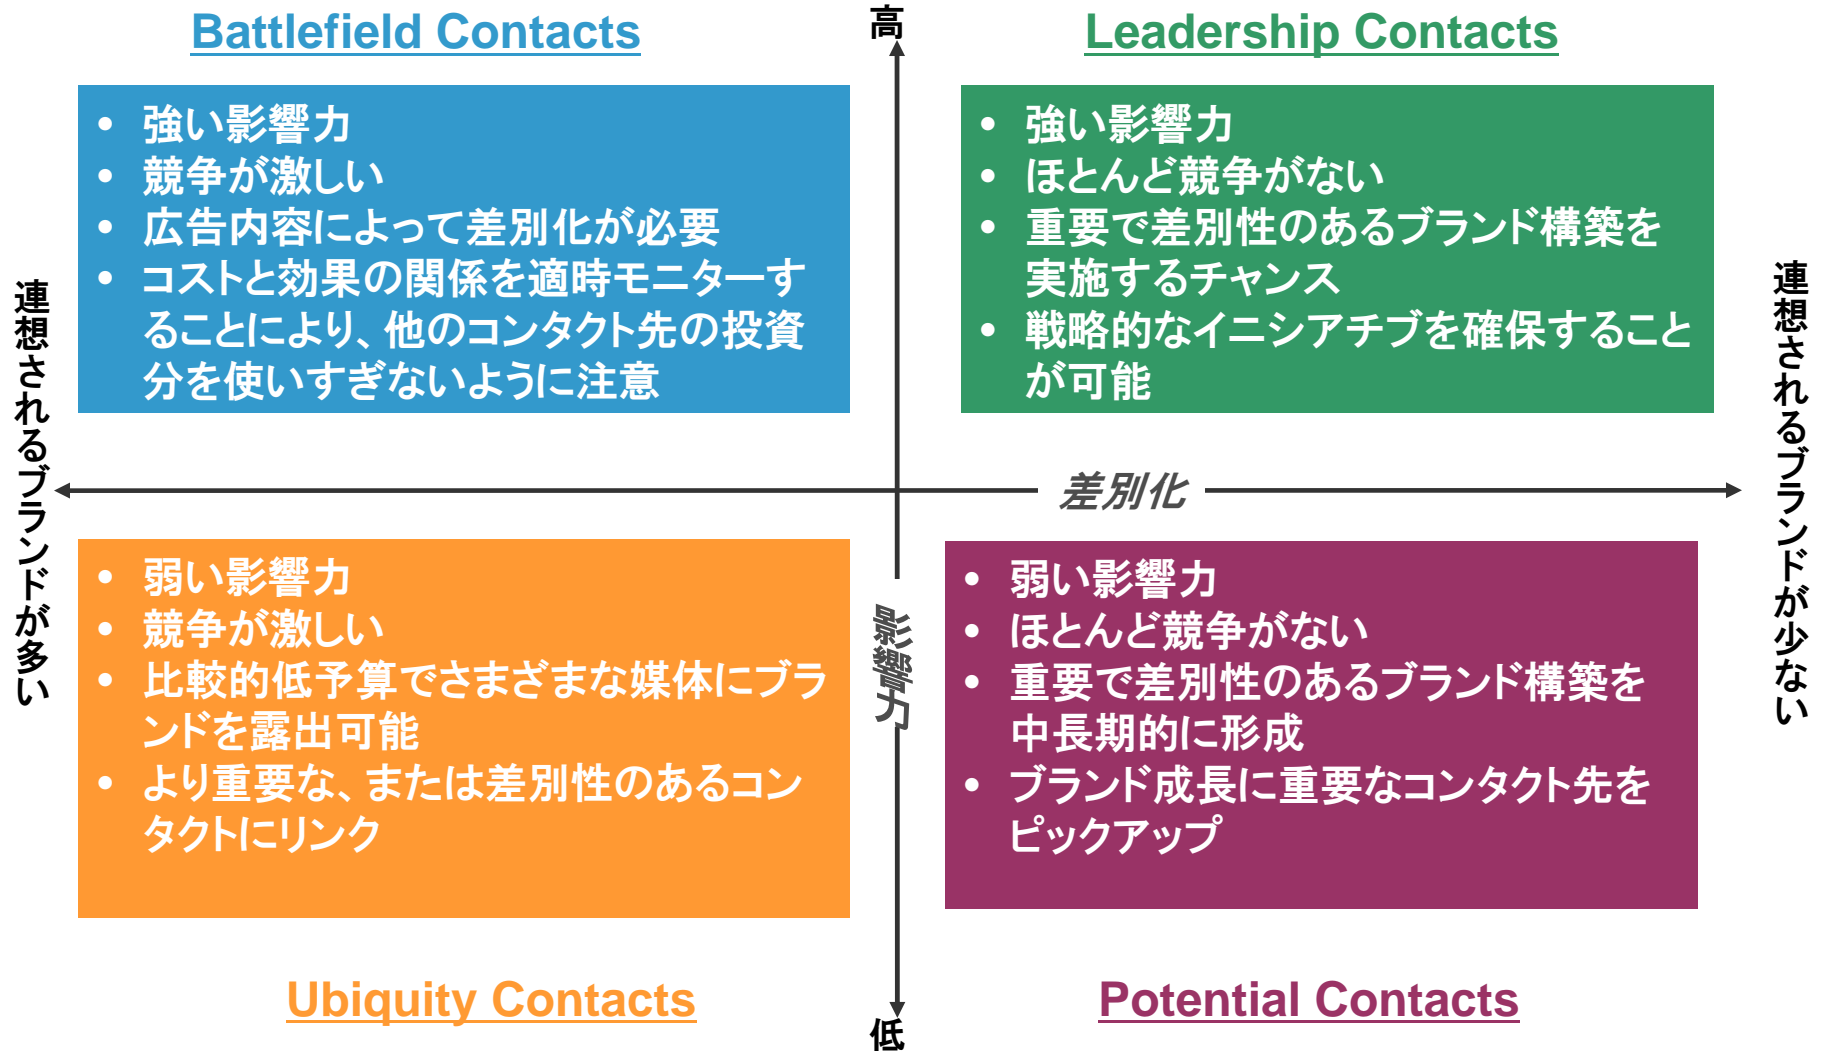 Battlefield Contacts
高
Leadership Contacts
• 強い影響力
• 競争が激しい
• 広告内容によって差別化が必要
• コストと効果の関係を適時モニターす
ることにより、他のコンタクト先の投資
分を使いすぎないように注意
• 強い影響力
• ほとんど競争がない
• 重要で差別性のあるブランド構築を
実施するチャンス
• 戦略的なイニシアチブを確保すること
が可能
連想されるブランドが多い
差別化
連想されるブランドが少ない
• 弱い影響力
• 競争が激しい
• 比較的低予算でさまざまな媒体にブラ
ンドを露出可能
• より重要な、または差別性のあるコン
タクトにリンク
影響力
• 弱い影響力
• ほとんど競争がない
• 重要で差別性のあるブランド構築を
中長期的に形成
• ブランド成長に重要なコンタクト先を
ピックアップ
Ubiquity Contacts
低
Potential Contacts